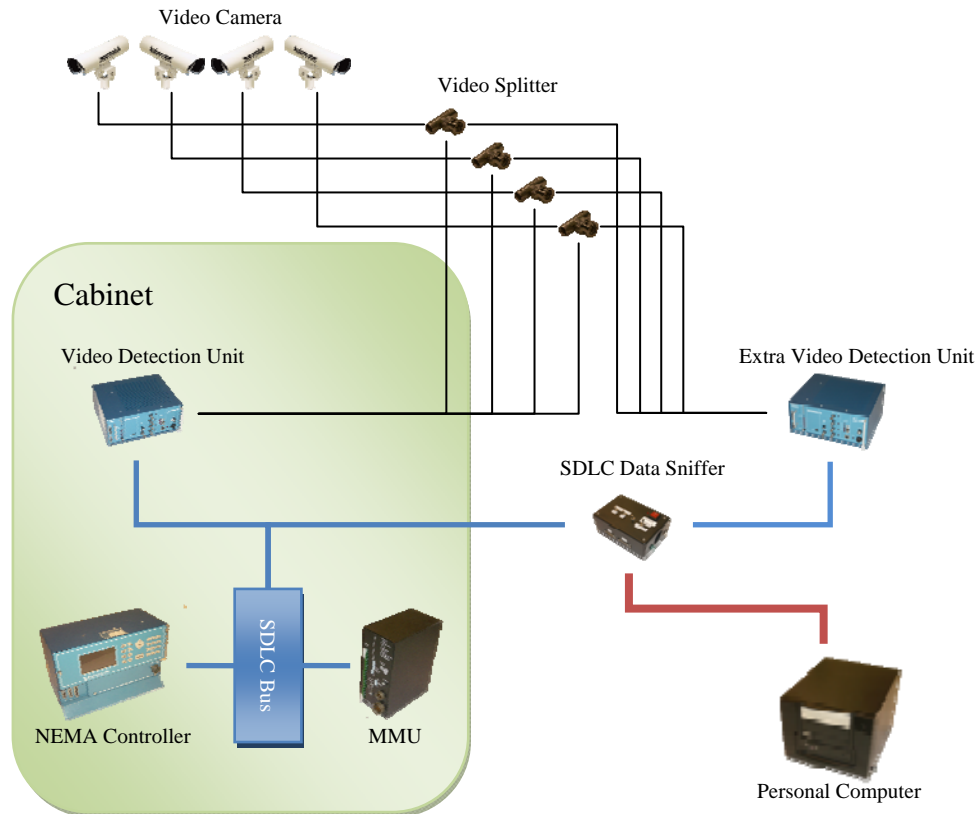 Video Camera
Video Splitter
Cabinet
Video Detection Unit
Extra Video Detection Unit
SDLC Data Sniffer
SDLC Bus
NEMA Controller
MMU
Personal Computer